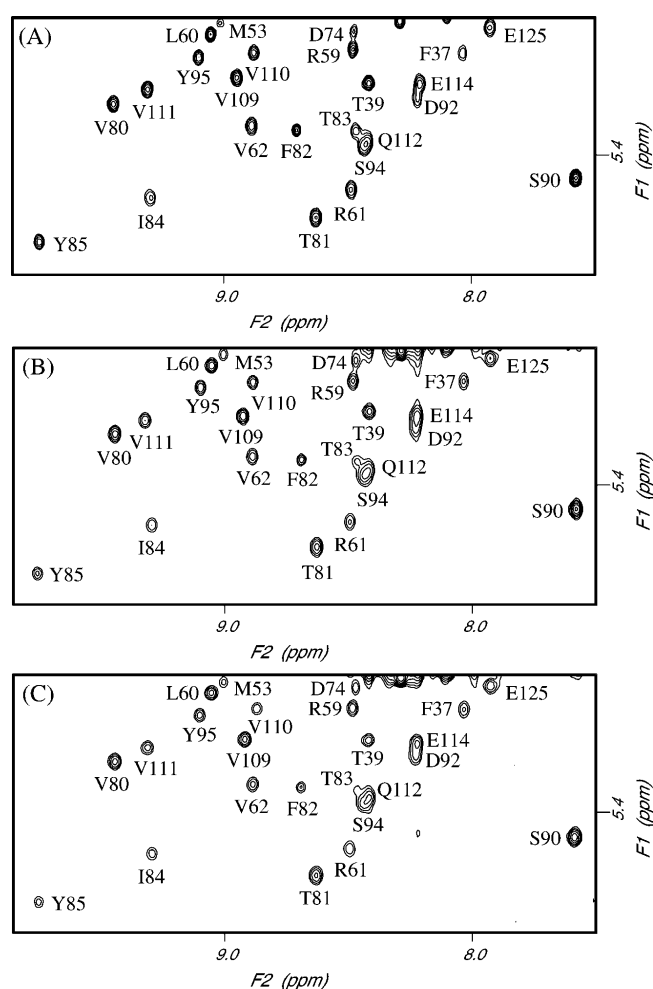 (A)
L60
M53
D74
R59
E125
Y95
V110
F37
V111
V109
T39
E114
D92
V80
T83
V62
F82
Q112
S94
5.4
S90
I84
R61
T81
Y85
F1 (ppm)
9.0
8.0
F2 (ppm)
(B)
L60
M53
D74
E125
Y95
R59
F37
V110
V111
V109
T39
E114
D92
V80
T83
V62
F82
Q112
S94
5.4
S90
I84
R61
T81
Y85
F1 (ppm)
9.0
8.0
F2 (ppm)
(C)
L60
M53
D74
E125
R59
F37
Y95
V110
V111
V109
T39
E114
D92
V80
T83
V62
F82
Q112
S94
5.4
S90
R61
I84
T81
Y85
F1 (ppm)
9.0
8.0
F2 (ppm)